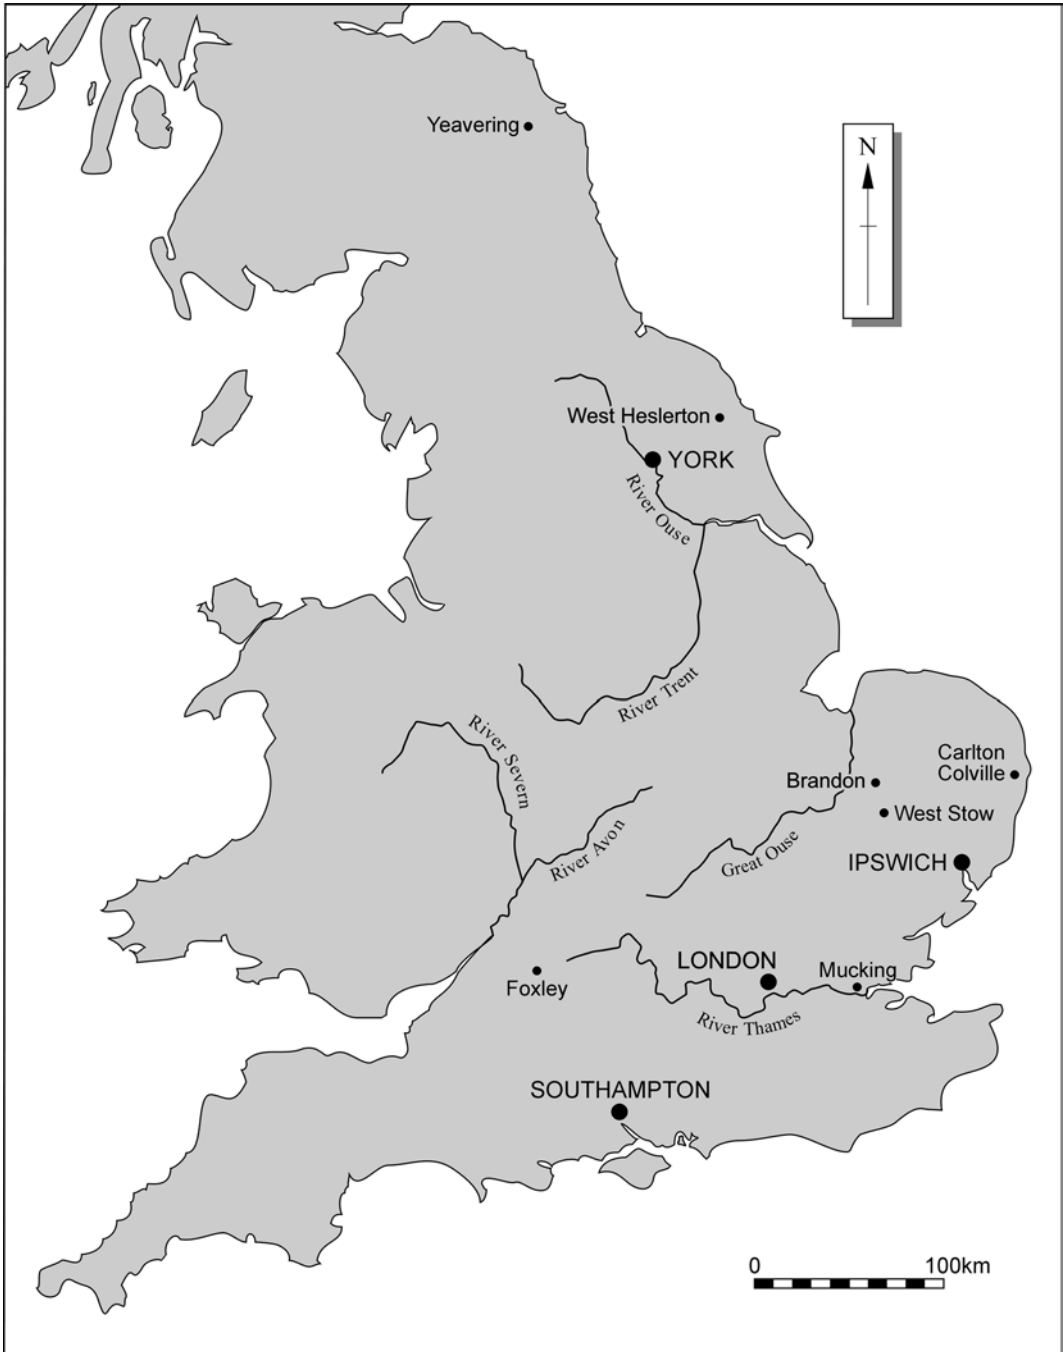 Yeavering
N
West Heslerton
YORK
River Ouse
River Trent
River Severn
Carlton
Colville
Brandon
West Stow
River Avon
Great Ouse
IPSWICH
LONDON
Mucking
Foxley
River Thames
SOUTHAMPTON
0 100km